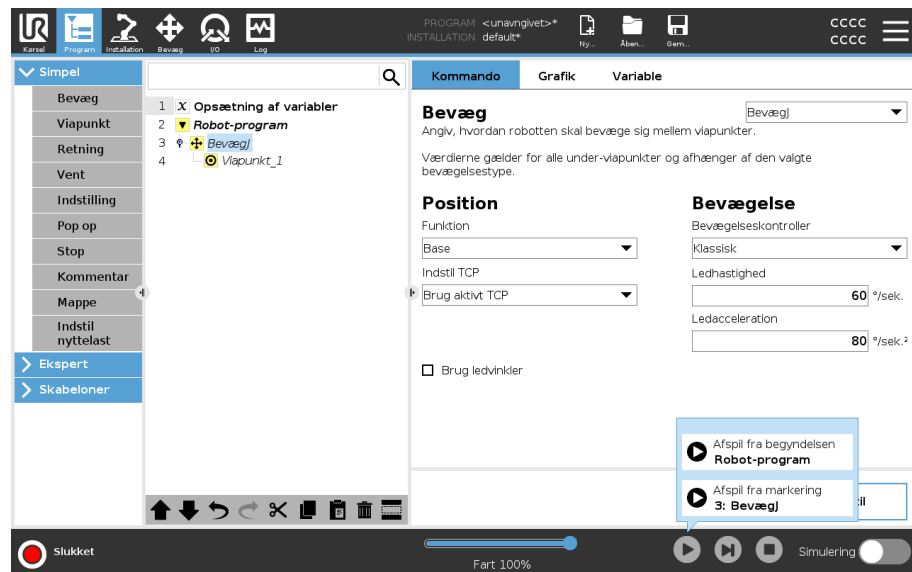 Kørsel
Program
Installation
Bevæg
I/O
Log
PROGRAM <unavngivet>*
INSTALLATION default*
Ny...
Åben...
Gem...
CCCC
CCCC
Simpel
Bevæg
Viapunkt
Retning
Vent
Indstilling
Pop op
Stop
Kommentar
Mappe
Indstil
nyttelast
Ekspert
Skabeloner
1 X Opsætning af variabler
2 Robot-program
3 BevægJ
4 Viapunkt_1
Kommando Grafik Variable
Bevæg
BevægJ
Angiv, hvordan robotten skal bevæge sig mellem viapunkter.
Værdierne gælder for alle under-viapunkter og afhænger af den valgte
bevægelsestype.
Position
Funktion
Base
Indstil TCP
Brug aktivt TCP
Brug ledvinkler
Bevægelse
Bevægelseskontroller
Klassisk
Ledhastighed
60 °/sek.
Ledacceleration
80 °/sek.²
Afspil fra begyndelsen
Robot-program
Afspil fra markering
3: BevægJ
Slukket
Fart 100%
Simulering